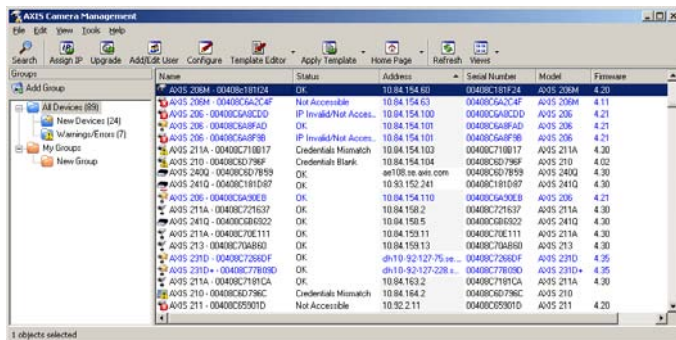 AXIS Camera Management
File Edit View Tools Help
Search Assign IP Upgrade Add/Edit User Configure Template Editor Apply Template Home Page Refresh Views
Groups
Add Group
All Devices (89)
New Devices (24)
Warnings/Errors (7)
My Groups
New Group
Name Status Address Serial Number Model Firmware
AXIS 206M - 00408c181f24 OK 10.84.154.60 00408C181F24 AXIS 206M 4.20
AXIS 206M - 00408C6A2C4F Not Accessible 10.84.154.63 00408C6A2C4F AXIS 206M 4.11
AXIS 206 - 00408C6A8CDD IP Invalid/Not Acces... 10.84.154.100 00408C6A8CDD AXIS 206 4.21
AXIS 206 - 00408C6A8FAD OK 10.84.154.101 00408C6A8FAD AXIS 206 4.21
AXIS 206 - 00408C6A8F9B IP Invalid/Not Acces... 10.84.154.101 00408C6A8F9B AXIS 206 4.21
AXIS 211A - 00408C718B17 Credentials Mismatch 10.84.154.103 00408C718B17 AXIS 211A 4.30
AXIS 210 - 00408C6D796F Credentials Blank 10.84.154.104 00408C6D796F AXIS 210 4.02
AXIS 240Q - 00408C6D7B59 OK ae108.se.axis.com 00408C6D7B59 AXIS 240Q 4.30
AXIS 241Q - 00408C181D87 OK 10.93.152.241 00408C181D87 AXIS 241Q 4.30
AXIS 206 - 00408C6A90EB OK 10.84.154.110 00408C6A90EB AXIS 206 4.21
AXIS 211A - 00408C721637 OK 10.84.158.2 00408C721637 AXIS 211A 4.30
AXIS 241Q - 00408C6B6922 OK 10.84.158.5 00408C6B6922 AXIS 241Q 4.30
AXIS 211A - 00408C70E111 OK 10.84.159.11 00408C70E111 AXIS 211A 4.30
AXIS 213 - 00408C70AB60 OK 10.84.159.13 00408C70AB60 AXIS 213 4.30
AXIS 231D - 00408C7266DF OK dh10-92-127-75.se... 00408C7266DF AXIS 231D 4.35
AXIS 231D+ - 00408C77B09D OK dh10-92-127-228.s... 00408C77B09D AXIS 231D+ 4.35
AXIS 211A - 00408C7181CA OK 10.84.163.2 00408C7181CA AXIS 211A 4.30
AXIS 210 - 00408C6D796C Credentials Mismatch 10.84.164.2 00408C6D796C AXIS 210
AXIS 211 - 00408C65901D Not Accessible 10.92.2.11 00408C65901D AXIS 211 4.20
1 objects selected